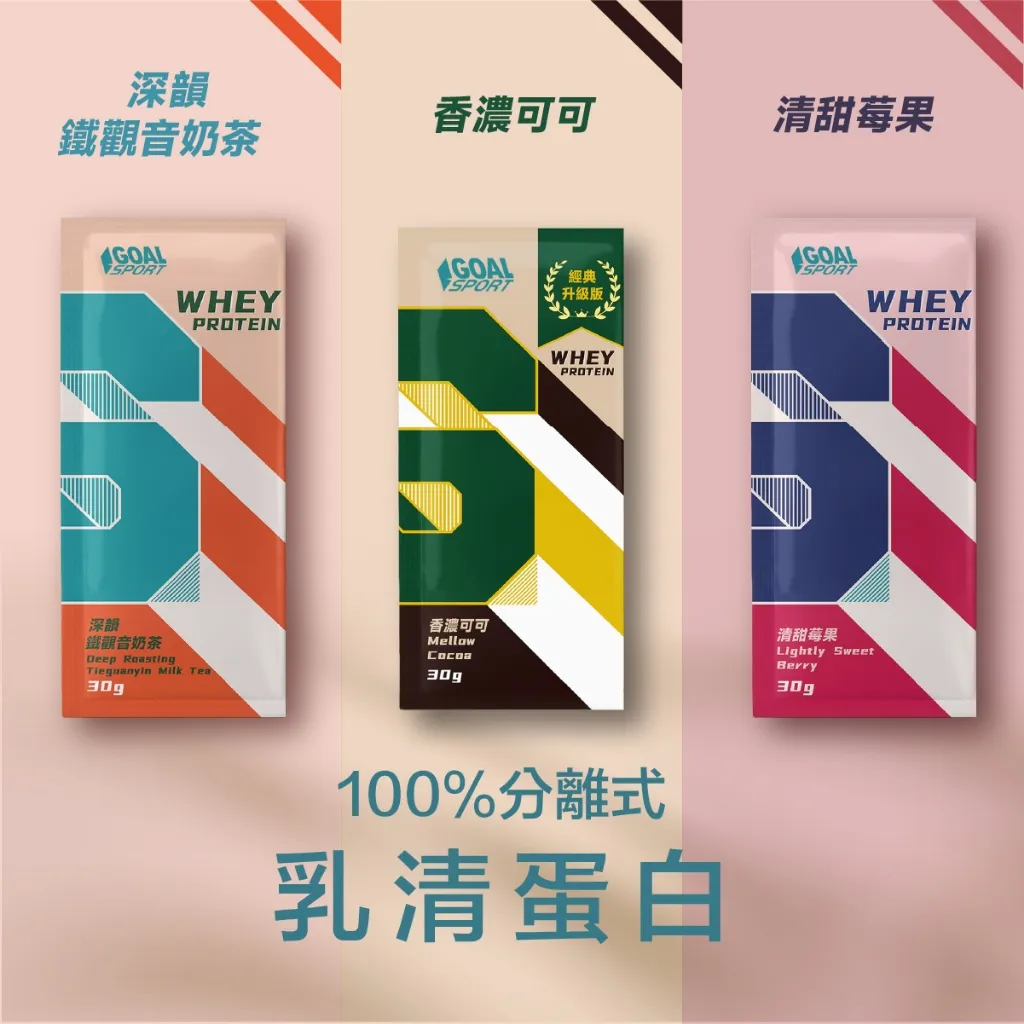 深韻
鐵觀音奶茶
香濃可可
清甜莓果
GOAL
SPORT
WHEY
PROTEIN
深韻
鐵觀音奶茶
Deep Roasting
Tieguanyin Milk Tea
30g
GOAL
SPORT
經典
升級版
WHEY
PROTEIN
香濃可可
Mellow
Cocoa
30g
GOAL
SPORT
WHEY
PROTEIN
清甜莓果
Lightly Sweet
Berry
30g
100%分離式
乳清蛋白